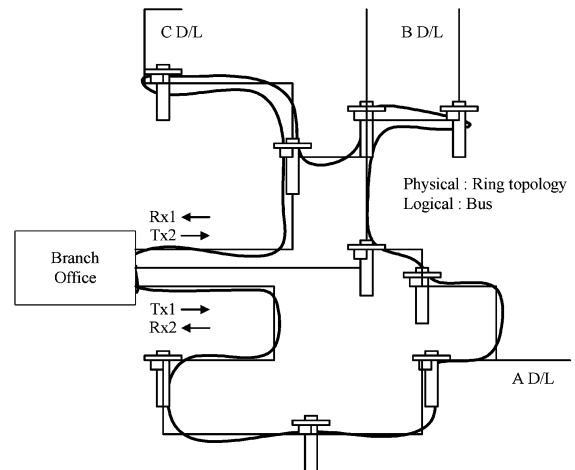 C D/L
B D/L
Physical : Ring topology
Logical : Bus
Rx1
Tx2
Branch
Office
Tx1
Rx2
A D/L